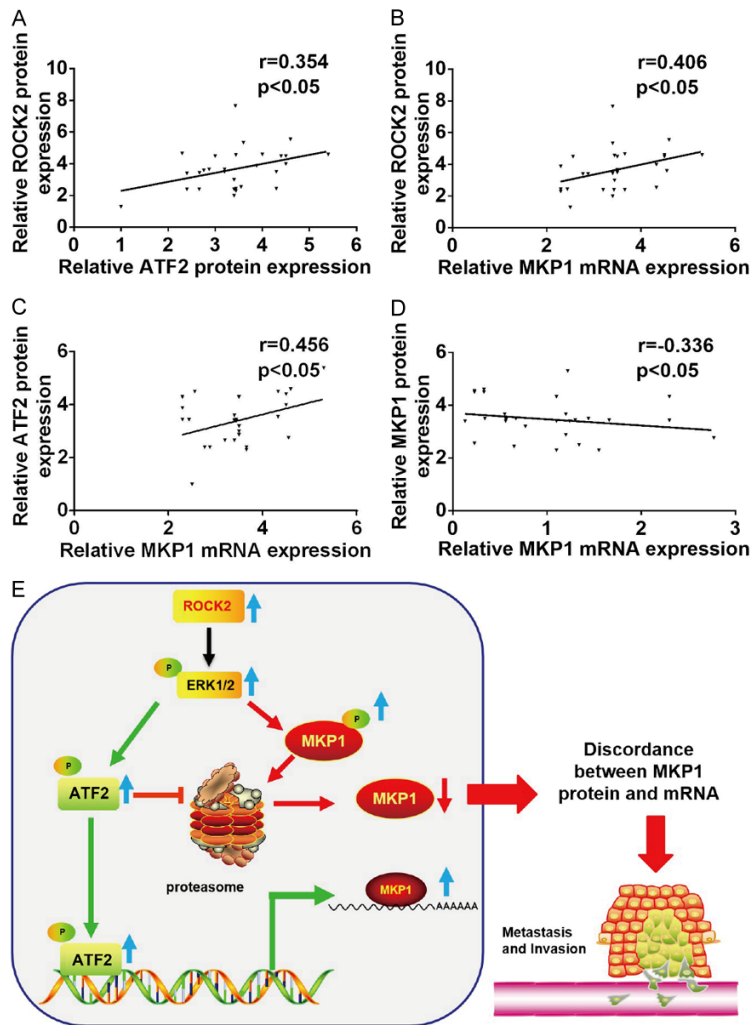 A
r=0.354
p<0.05
Relative ROCK2 protein
expression
10
8
6
4
2
0
0 1 2 3 4 5 6
Relative ATF2 protein expression
B
r=0.406
p<0.05
Relative ROCK2 protein
expression
10
8
6
4
2
0
0 2 4 6
Relative MKP1 mRNA expression
C
r=0.456
p<0.05
Relative ATF2 protein
expression
6
4
2
0
0 2 4 6
Relative MKP1 mRNA expression
D
r=-0.336
p<0.05
Relative MKP1 protein
expression
6
4
2
0
0 1 2 3
Relative MKP1 mRNA expression
E
ROCK2
P
ERK1/2
P
MKP1
P
ATF2
proteasome
MKP1
Discordance
between MKP1
protein and mRNA
MKP1
AAAAAA
P
ATF2
Metastasis
and Invasion